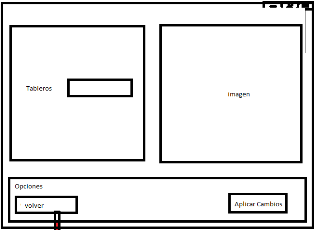 Tableros
Imagen
Opciones
Volver
Aplicar Cambios